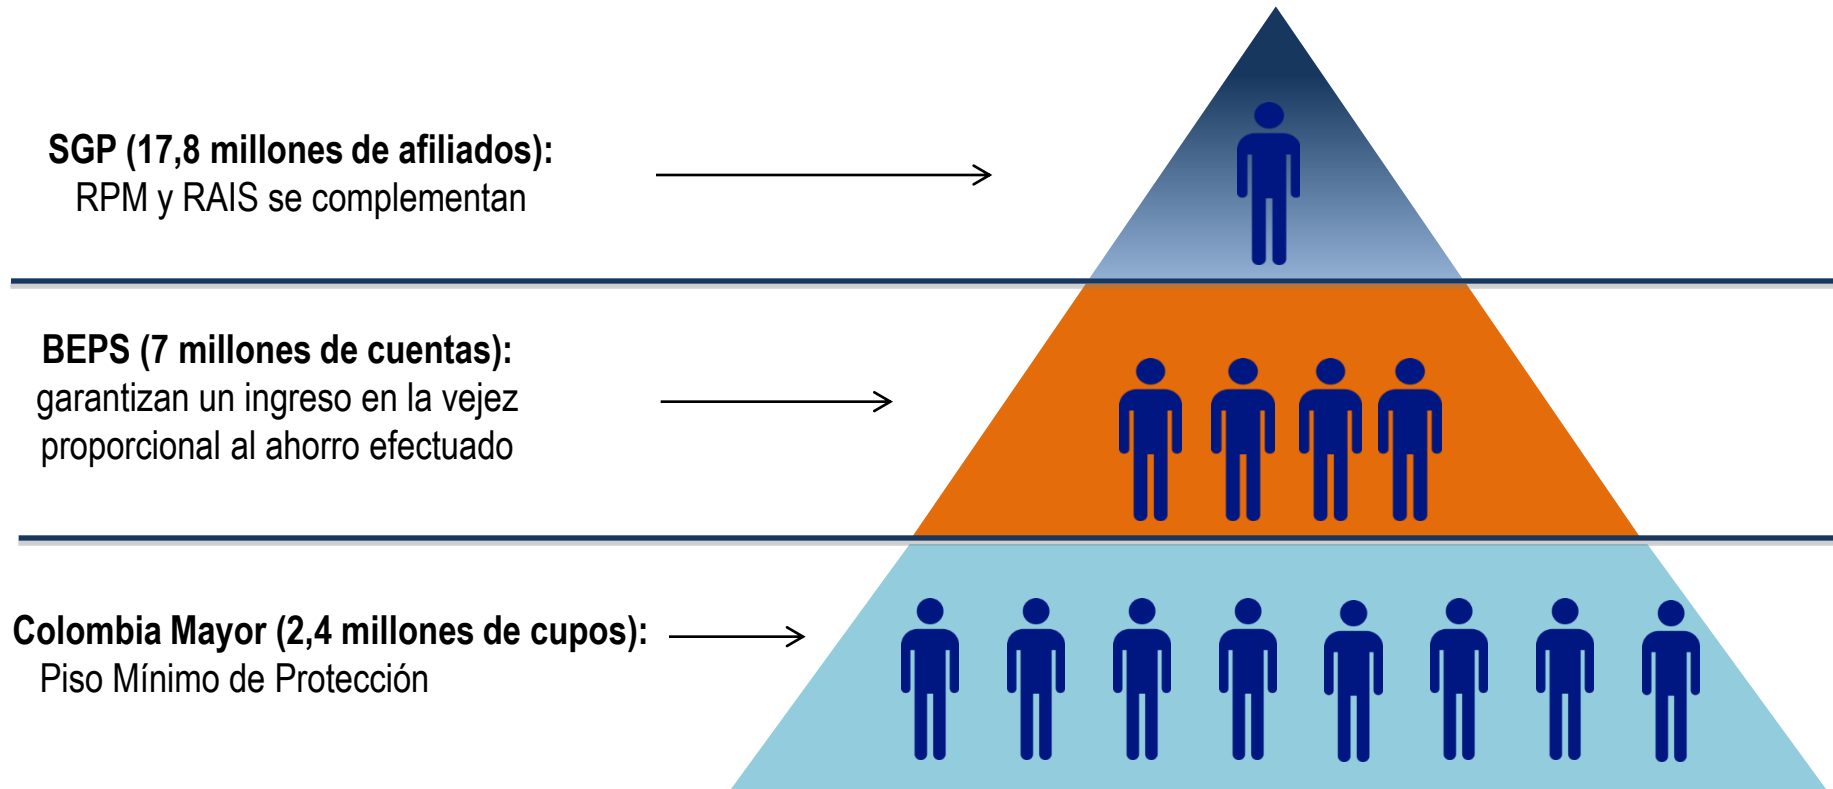 SGP (17,8 millones de afiliados):
RPM y RAIS se complementan
BEPS (7 millones de cuentas):
garantizan un ingreso en la vejez
proporcional al ahorro efectuado
Colombia Mayor (2,4 millones de cupos):
Piso Mínimo de Protección